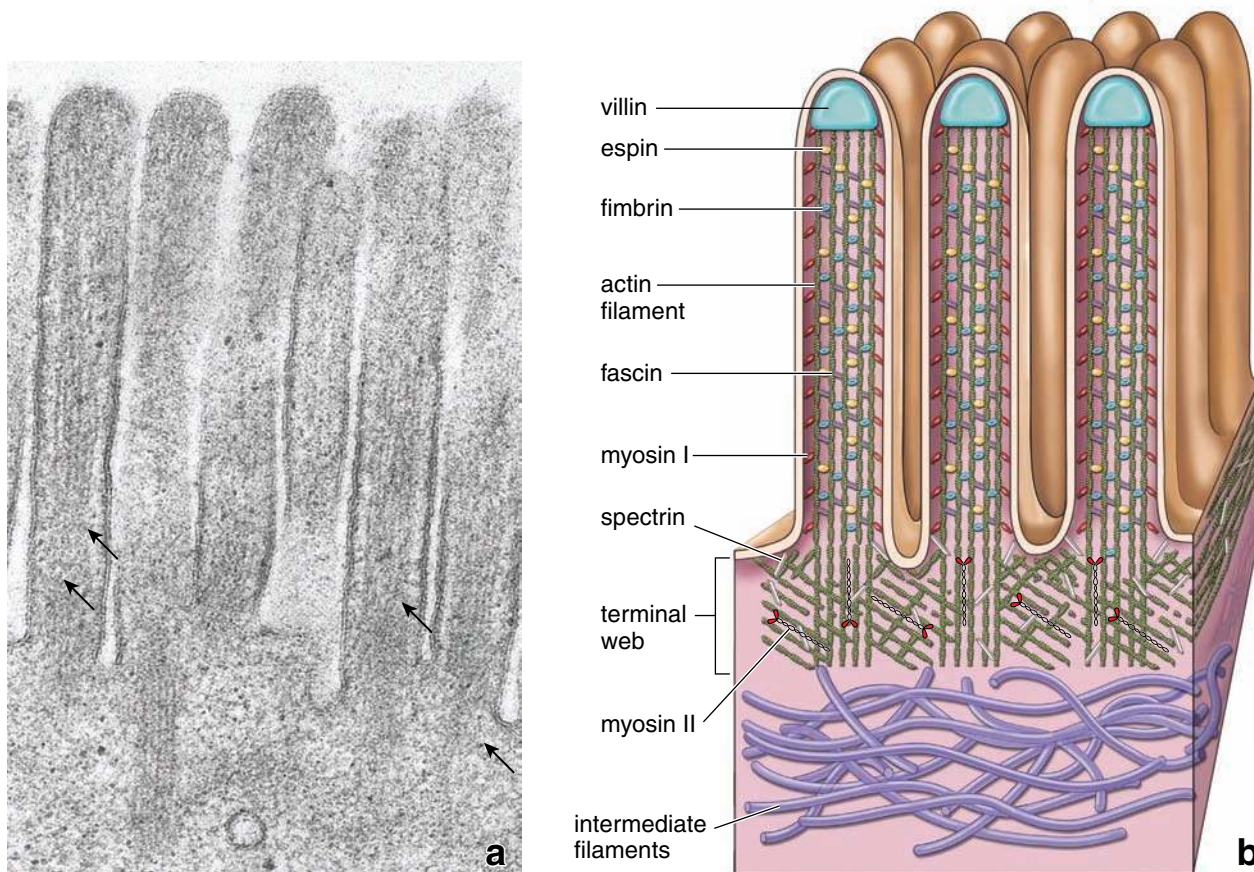 villin
espin
fimbrin
actin
filament
fascin
myosin I
spectrin
terminal
web
myosin II
intermediate
filaments
a
b